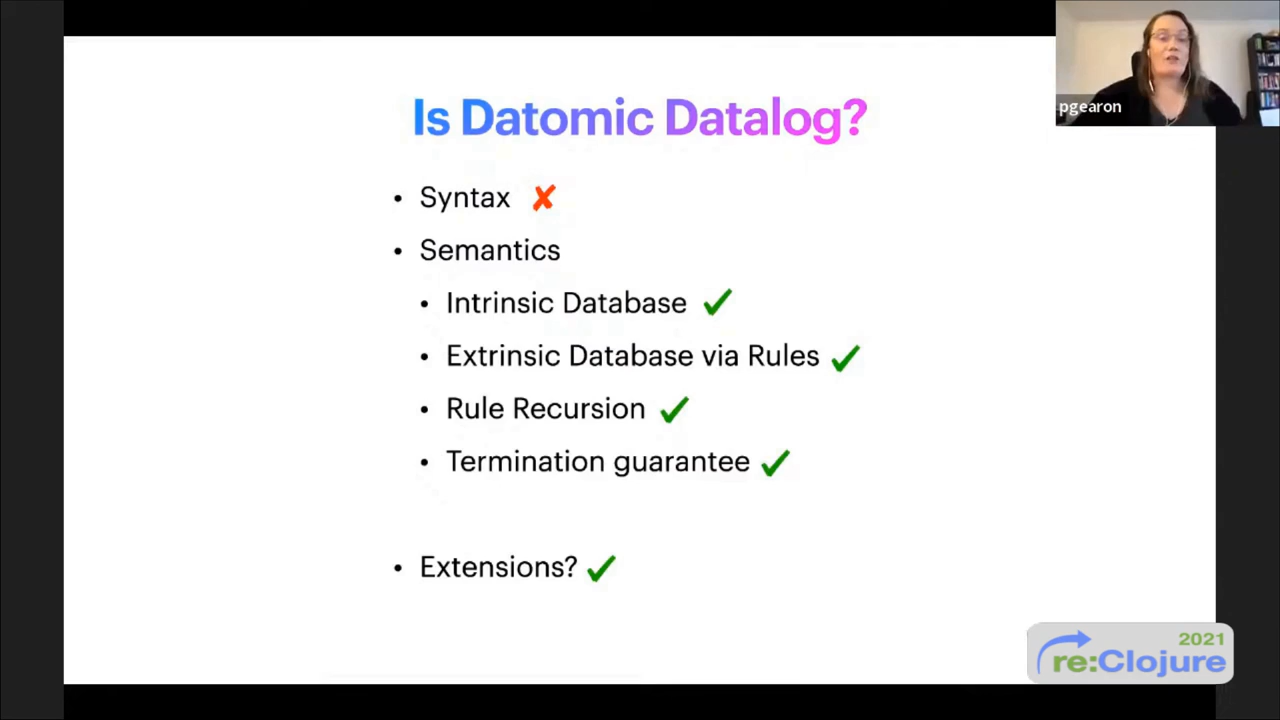 Is Datomic Datalog?
pgearon
• Syntax ✘
• Semantics
• Intrinsic Database ✔
• Extrinsic Database via Rules ✔
• Rule Recursion ✔
• Termination guarantee ✔
• Extensions? ✔
2021
re:Clojure